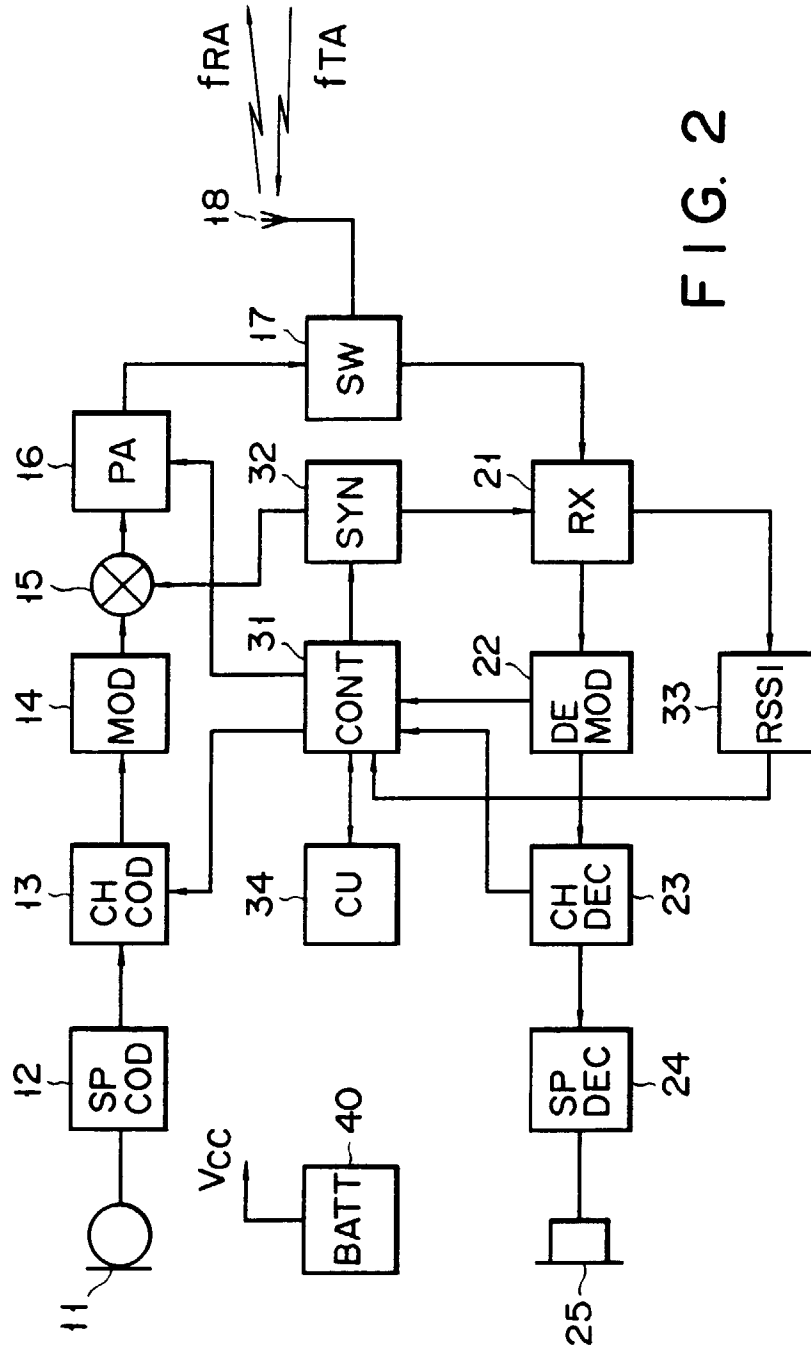 11
12
SP
COD
13
CH
COD
14
MOD
15
16
PA
17
SW
18
fRA
fTA
VCC
BATT
40
34
CU
31
CONT
32
SYN
25
SP
DEC
24
CH
DEC
23
22
DE
MOD
21
RX
33
RSSI
FIG. 2